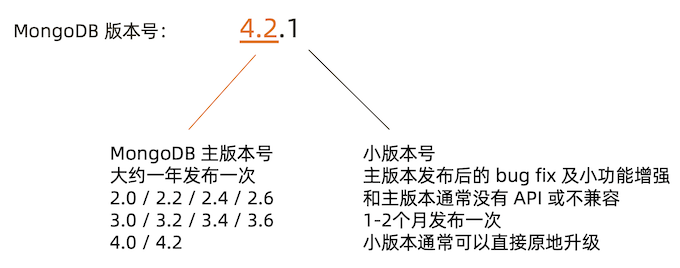 MongoDB 版本号： 4.2.1
MongoDB 主版本号
大约一年发布一次
2.0 / 2.2 / 2.4 / 2.6
3.0 / 3.2 / 3.4 / 3.6
4.0 / 4.2
小版本号
主版本发布后的 bug fix 及小功能增强
和主版本通常没有 API 或不兼容
1-2个月发布一次
小版本通常可以直接原地升级